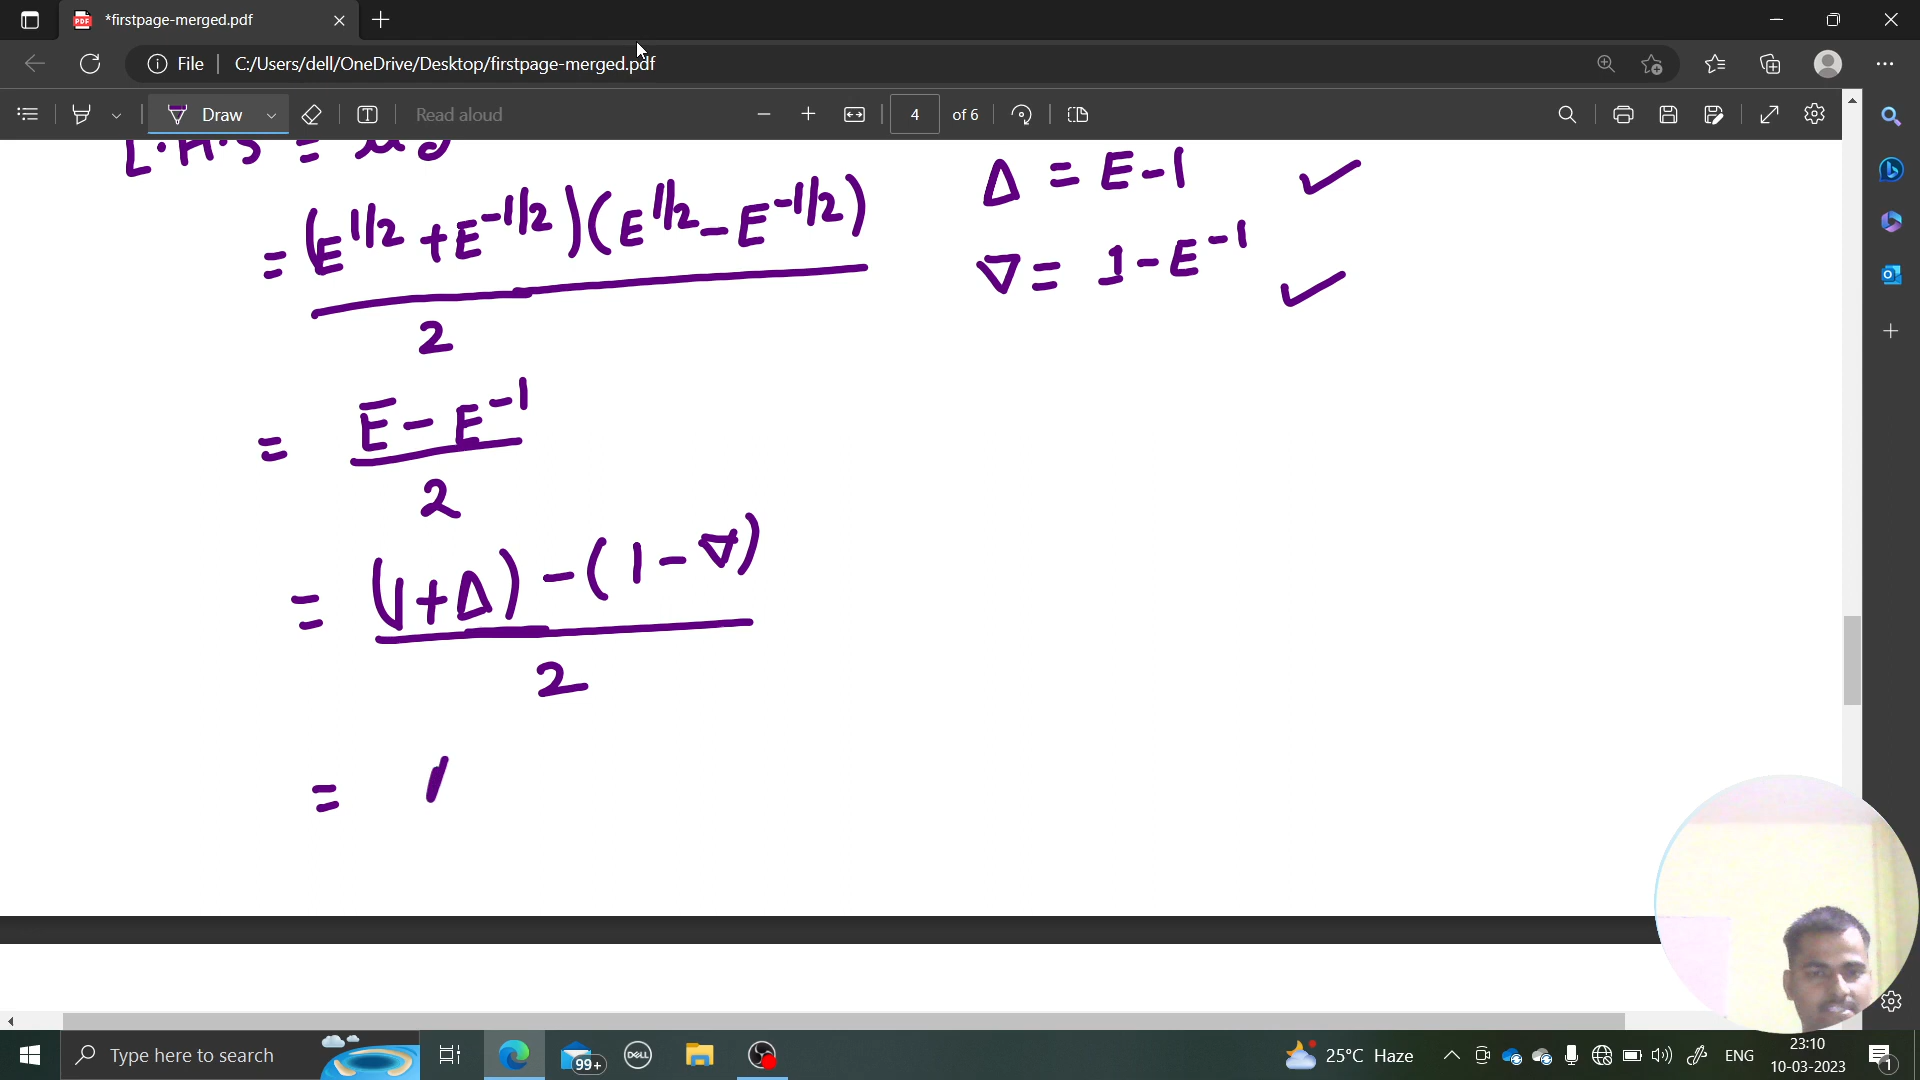 *firstpage-merged.pdf
File | C:/Users/dell/OneDrive/Desktop/firstpage-merged.pdf
Draw
Read aloud
4 of 6
L.H.S = μδ
= (E^1/2 + E^-1/2)(E^1/2 - E^-1/2)
2
= E - E^-1
2
= (1+Δ) - (1-∇)
2
=
Δ = E-1 ✓
∇ = 1-E^-1 ✓
Type here to search
99+
DELL
25°C Haze
ENG
23:10
10-03-2023
1